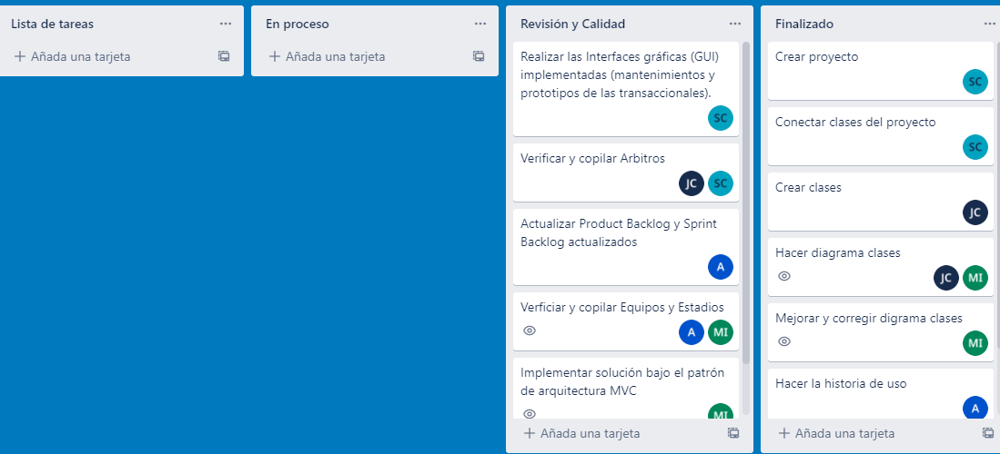 Lista de tareas
Añada una tarjeta
En proceso
Añada una tarjeta
Revisión y Calidad
Realizar las Interfaces gráficas (GUI)
implementadas (mantenimientos y
prototipos de las transaccionales).
SC
Verificar y copilar Arbitros
JC SC
Actualizar Product Backlog y Sprint
Backlog actualizados
A
Verficiar y copilar Equipos y Estadios
A MI
Implementar solución bajo el patrón
de arquitectura MVC
MI
Añada una tarjeta
Finalizado
Crear proyecto
SC
Conectar clases del proyecto
SC
Crear clases
JC
Hacer diagrama clases
JC MI
Mejorar y corregir digrama clases
MI
Hacer la historia de uso
A
Añada una tarjeta